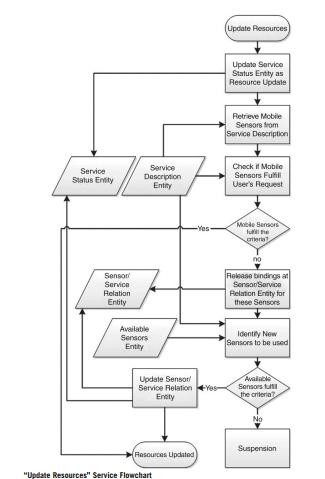 Update Resources
Update Service
Status Entity as
Resource Update
Retrieve Mobile
Sensors from
Service Description
Service
Status Entity
Service
Description
Entity
Check if Mobile
Sensors Fulfill
User's Request
Yes
Mobile Sensors
fulfill the
criteria?
no
Sensor/
Service
Relation
Entity
Release bindings at
Sensor/Service
Relation Entity for
these Sensors
Available
Sensors
Entity
Identify New
Sensors to be used
Update Sensor/
Service Relation
Entity
Yes
Available
Sensors fulfill
the criteria?
No
Resources Updated
Suspension
"Update Resources" Service Flowchart